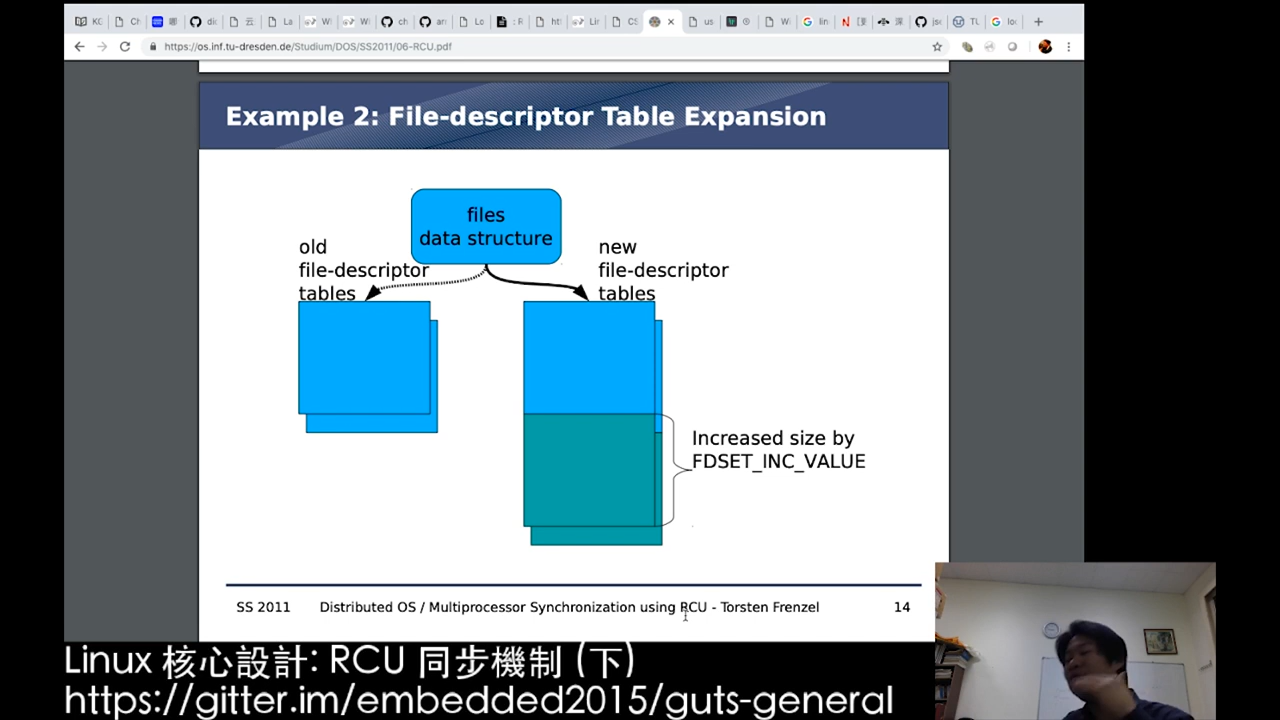 https://os.inf.tu-dresden.de/Studium/DOS/SS2011/06-RCU.pdf
Example 2: File-descriptor Table Expansion
files
data structure
old
file-descriptor
tables
new
file-descriptor
tables
Increased size by
FDSET_INC_VALUE
SS 2011 Distributed OS / Multiprocessor Synchronization using RCU - Torsten Frenzel 14
Linux 核心設計: RCU 同步機制 (下)
https://gitter.im/embedded2015/guts-general